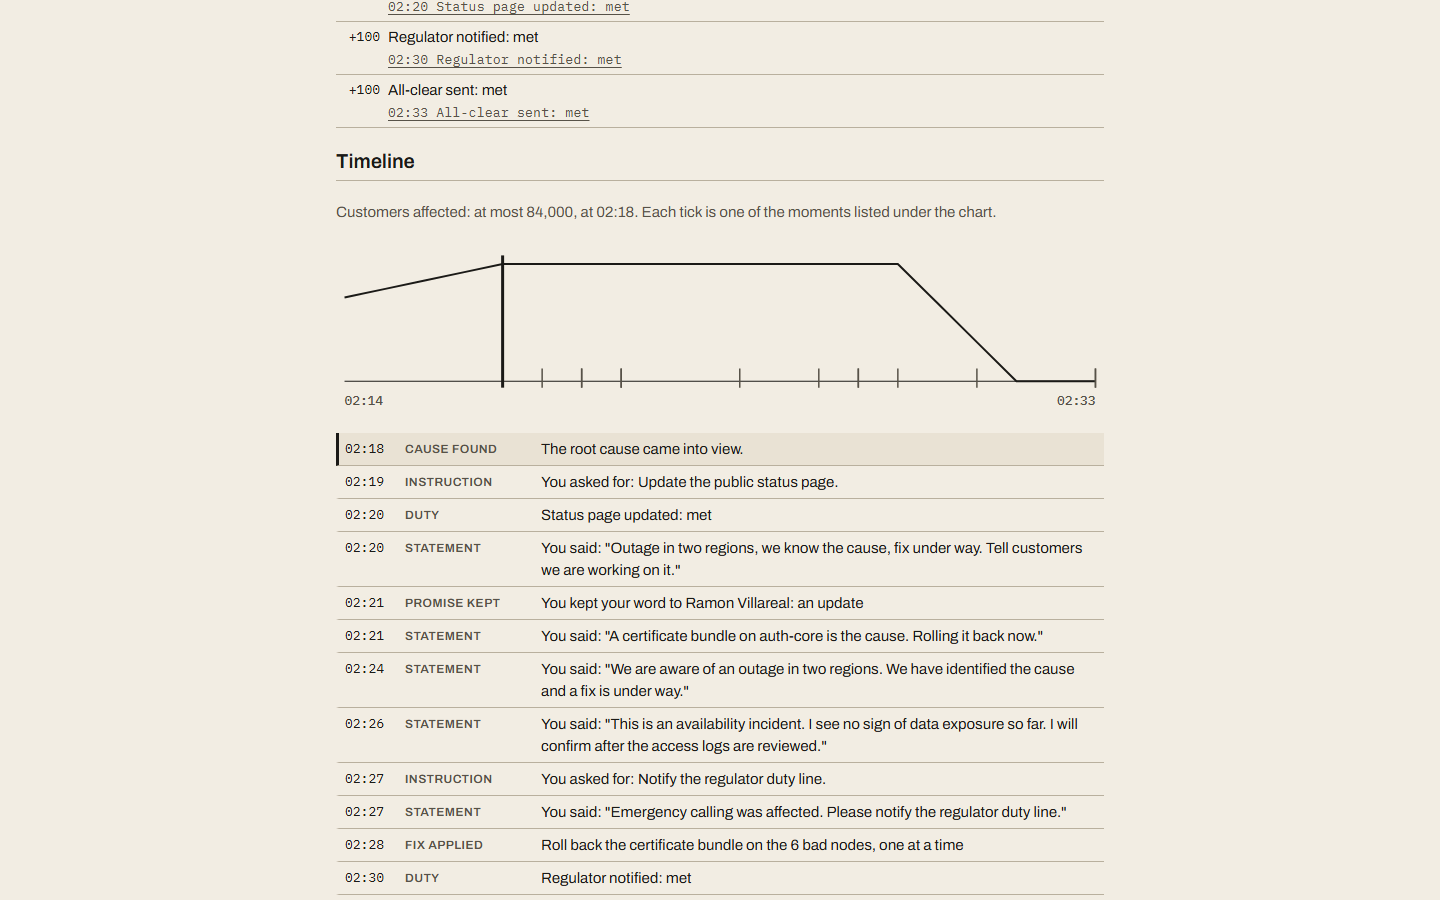 02:20 Status page updated: met
+100 Regulator notified: met
02:30 Regulator notified: met
+100 All-clear sent: met
02:33 All-clear sent: met
Timeline
Customers affected: at most 84,000, at 02:18. Each tick is one of the moments listed under the chart.
02:14 02:33
02:18 CAUSE FOUND The root cause came into view.
02:19 INSTRUCTION You asked for: Update the public status page.
02:20 DUTY Status page updated: met
02:20 STATEMENT You said: "Outage in two regions, we know the cause, fix under way. Tell customers
we are working on it."
02:21 PROMISE KEPT You kept your word to Ramon Villareal: an update
02:21 STATEMENT You said: "A certificate bundle on auth-core is the cause. Rolling it back now."
02:24 STATEMENT You said: "We are aware of an outage in two regions. We have identified the cause
and a fix is under way."
02:26 STATEMENT You said: "This is an availability incident. I see no sign of data exposure so far. I will
confirm after the access logs are reviewed."
02:27 INSTRUCTION You asked for: Notify the regulator duty line.
02:27 STATEMENT You said: "Emergency calling was affected. Please notify the regulator duty line."
02:28 FIX APPLIED Roll back the certificate bundle on the 6 bad nodes, one at a time
02:30 DUTY Regulator notified: met